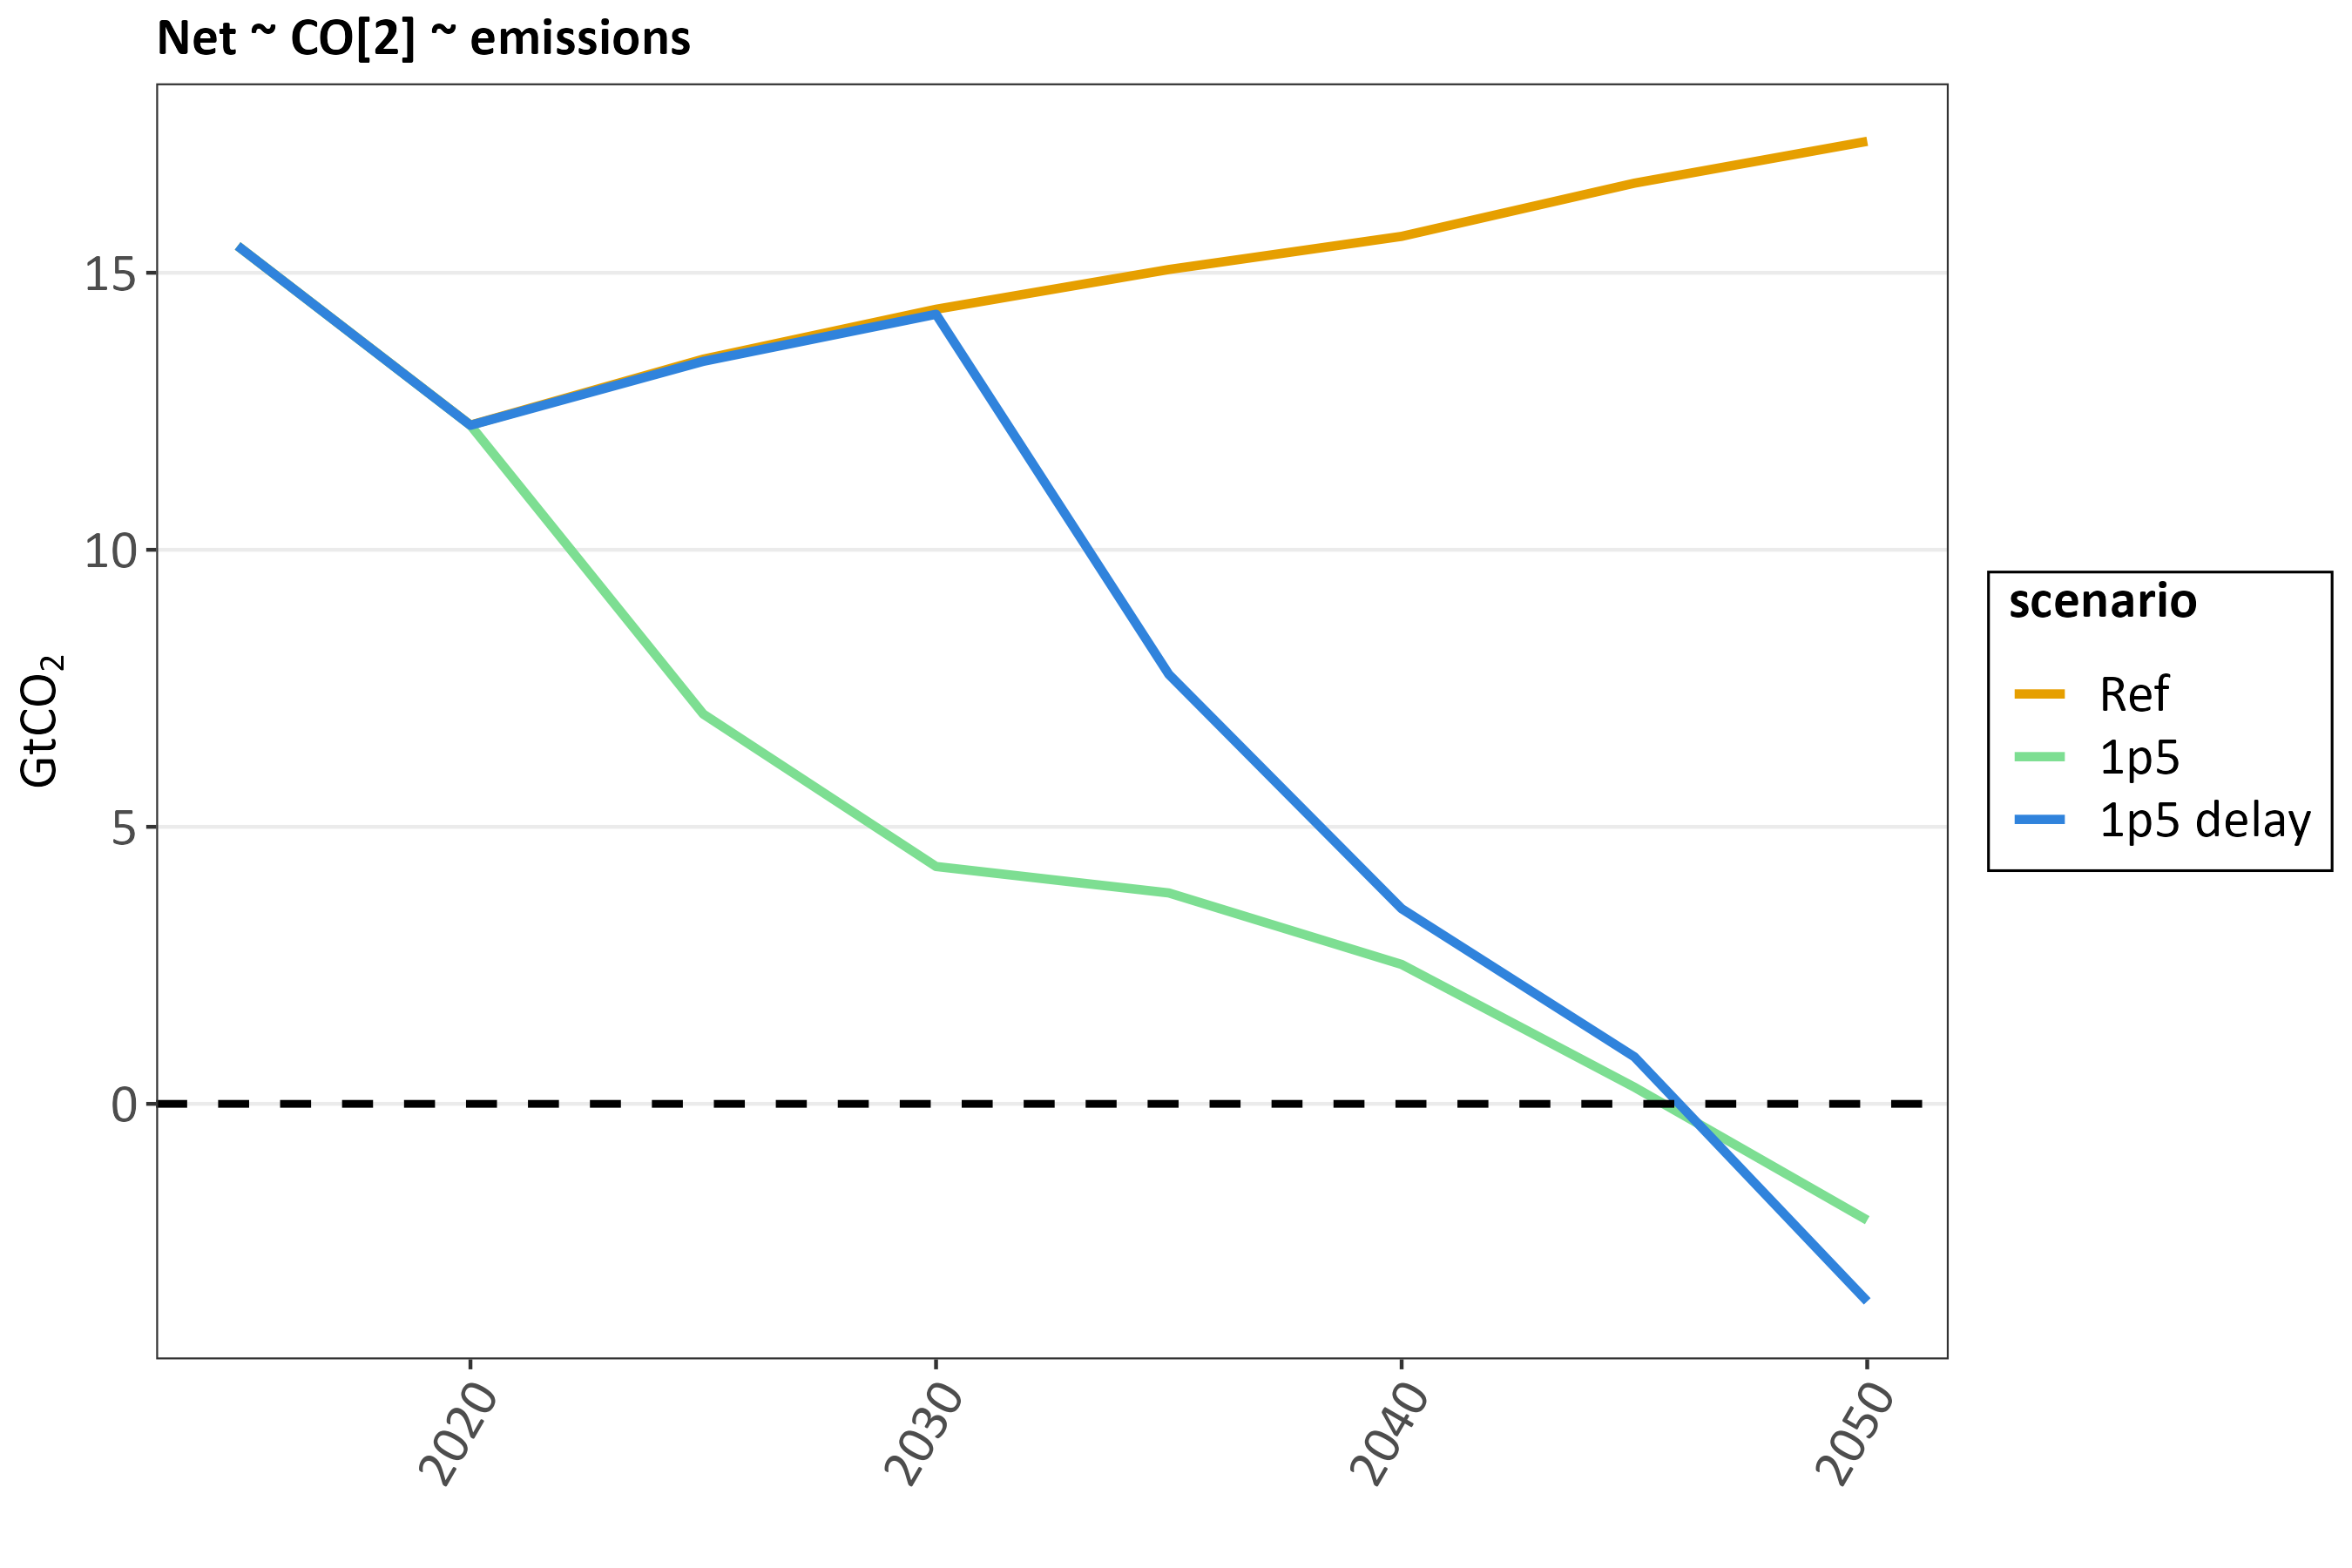 Net ~ CO[2] ~ emissions
GtCO₂
15
10
5
0
2020
2030
2040
2050
scenario
Ref
1p5
1p5 delay